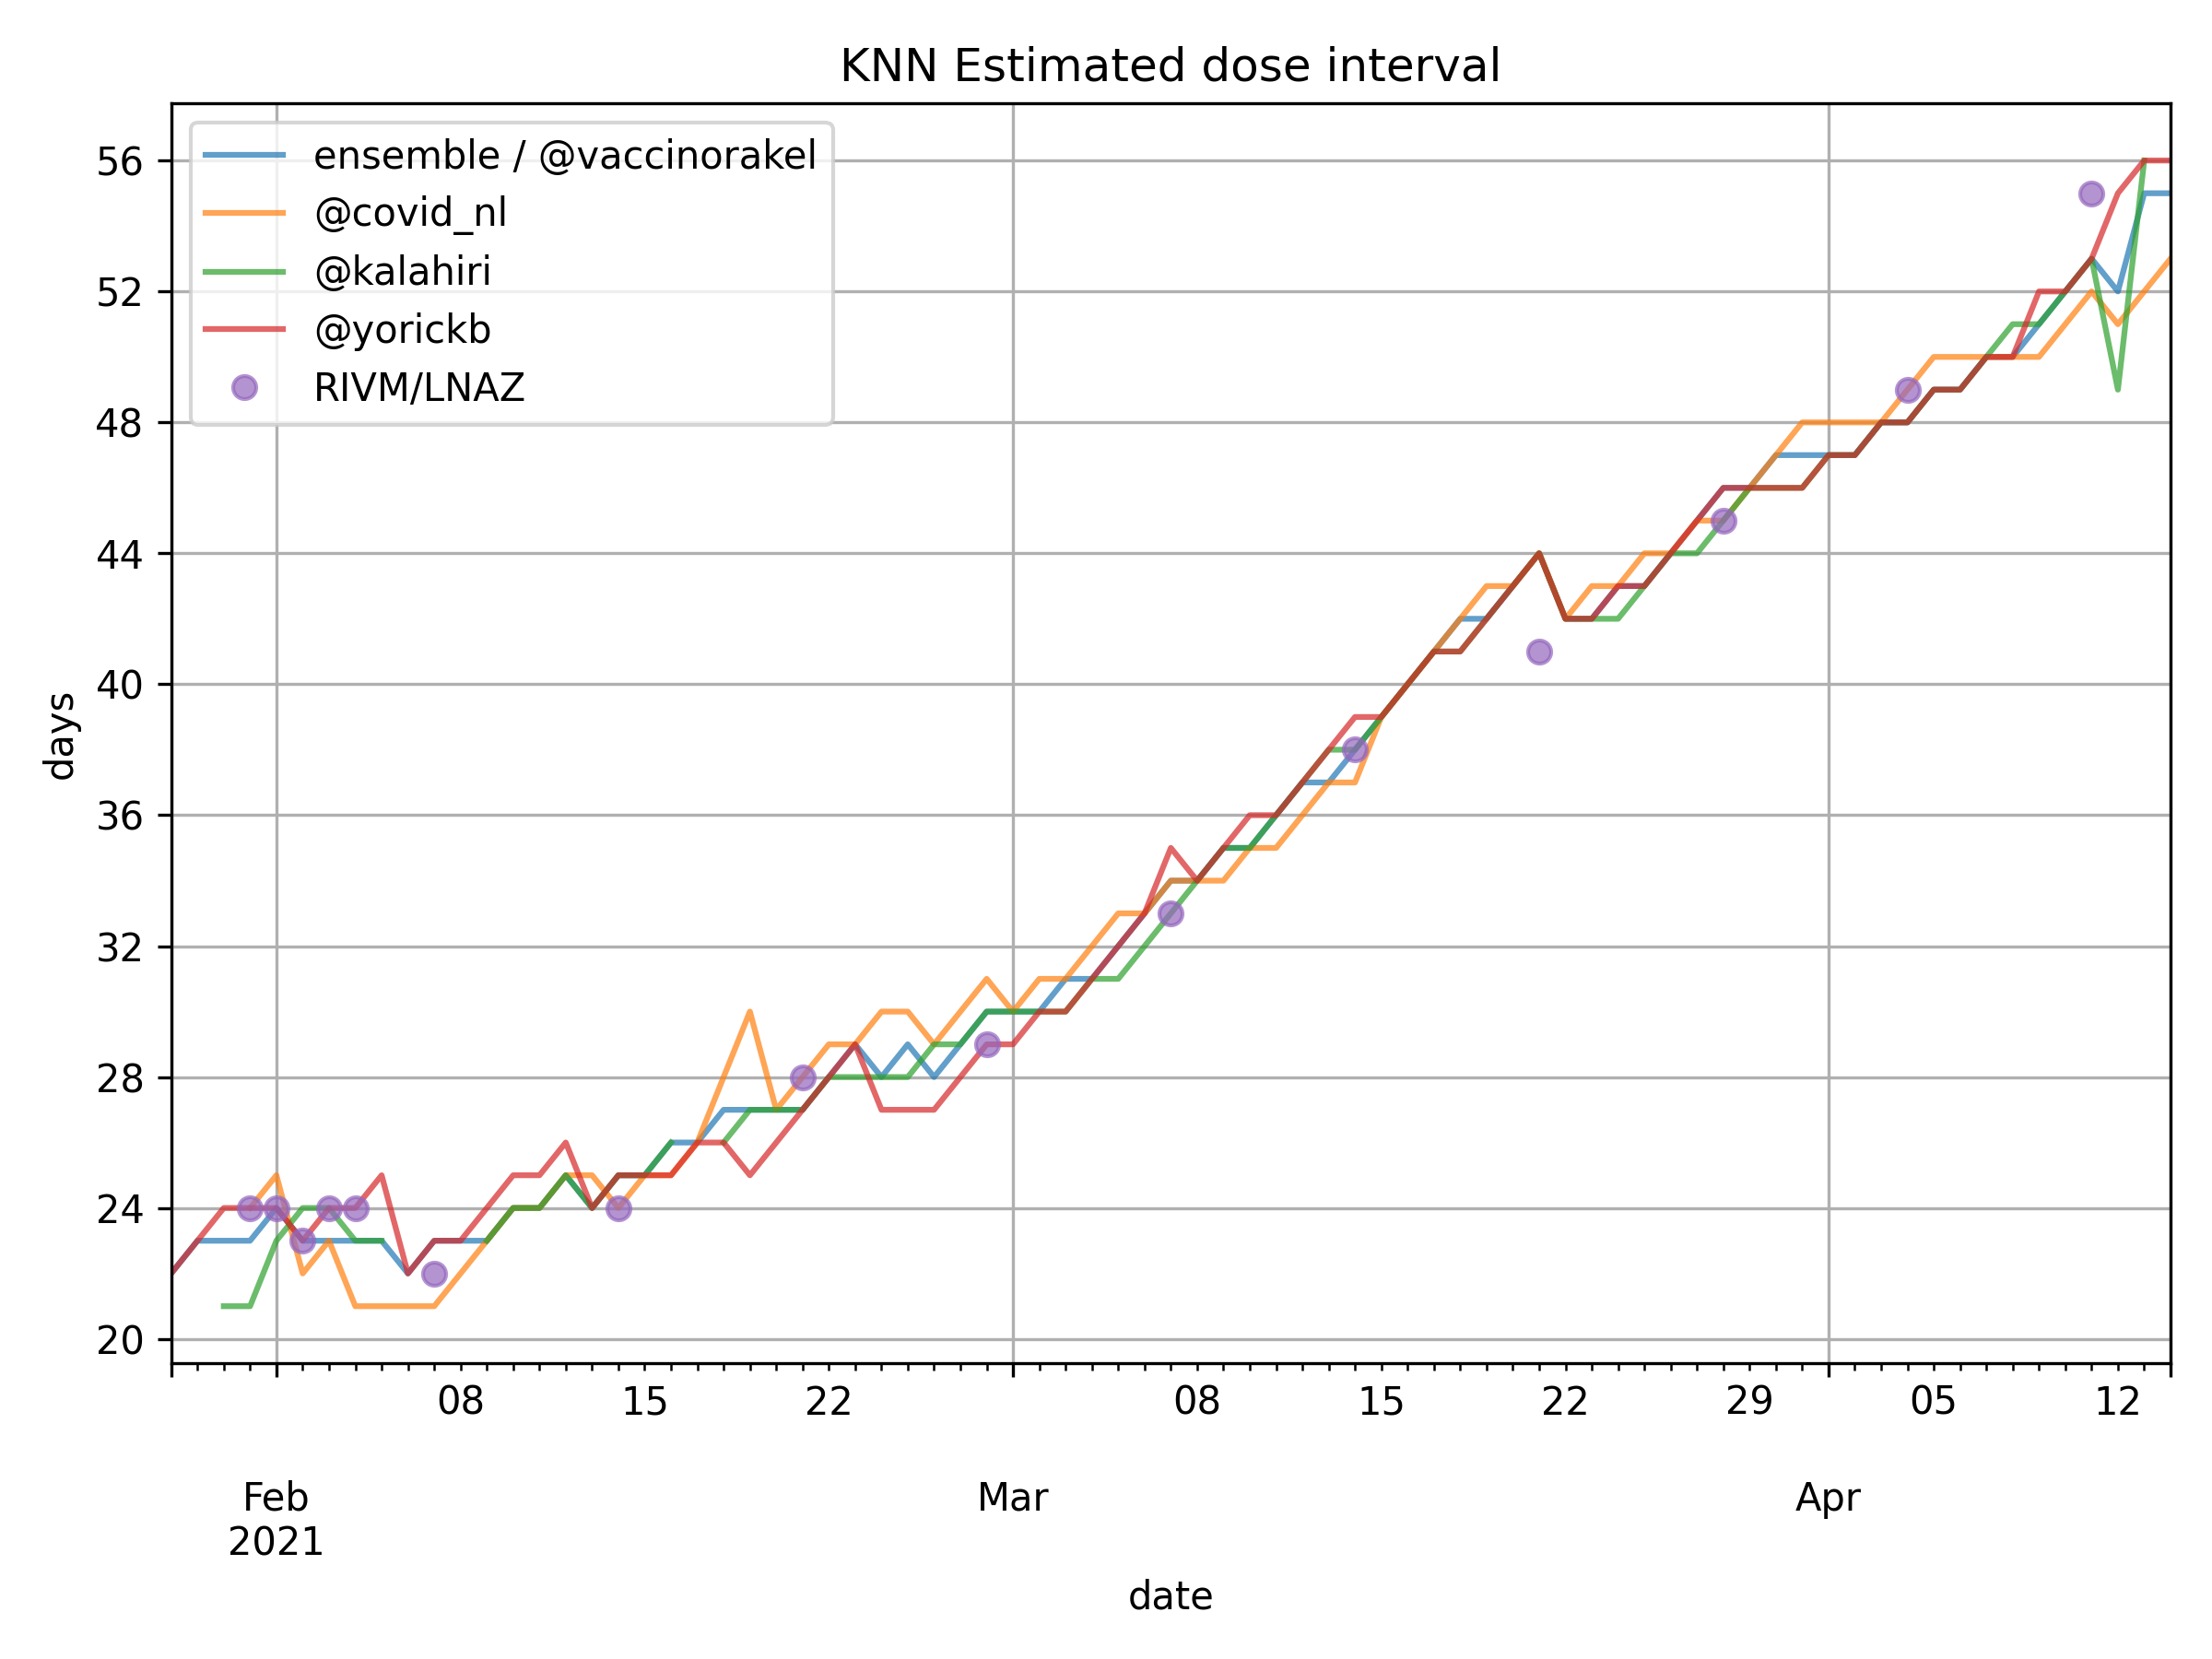 KNN Estimated dose interval
ensemble / @vaccinorakel
@covid_nl
@kalahiri
@yorickb
RIVM/LNAZ
56
52
48
44
40
36
32
28
24
20
days
08 15 22 08 15 22 29 05 12
Feb Mar Apr
2021
date